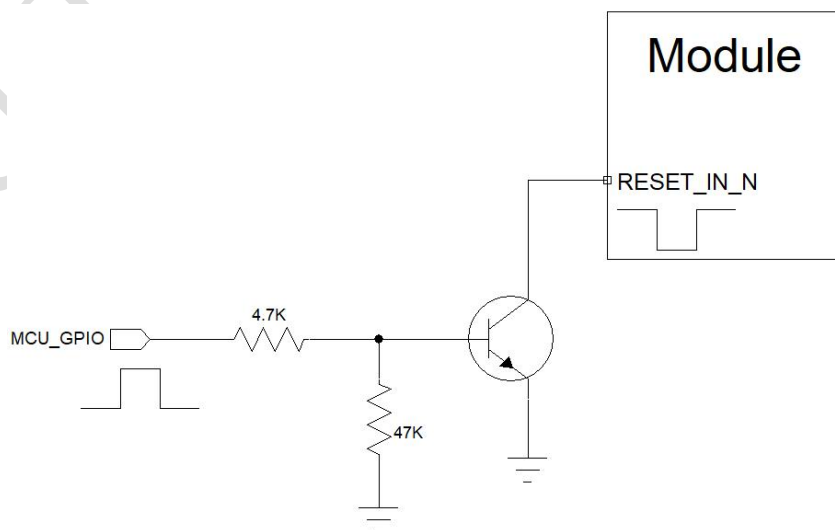 Module
RESET_IN_N
4.7K
MCU_GPIO
47K